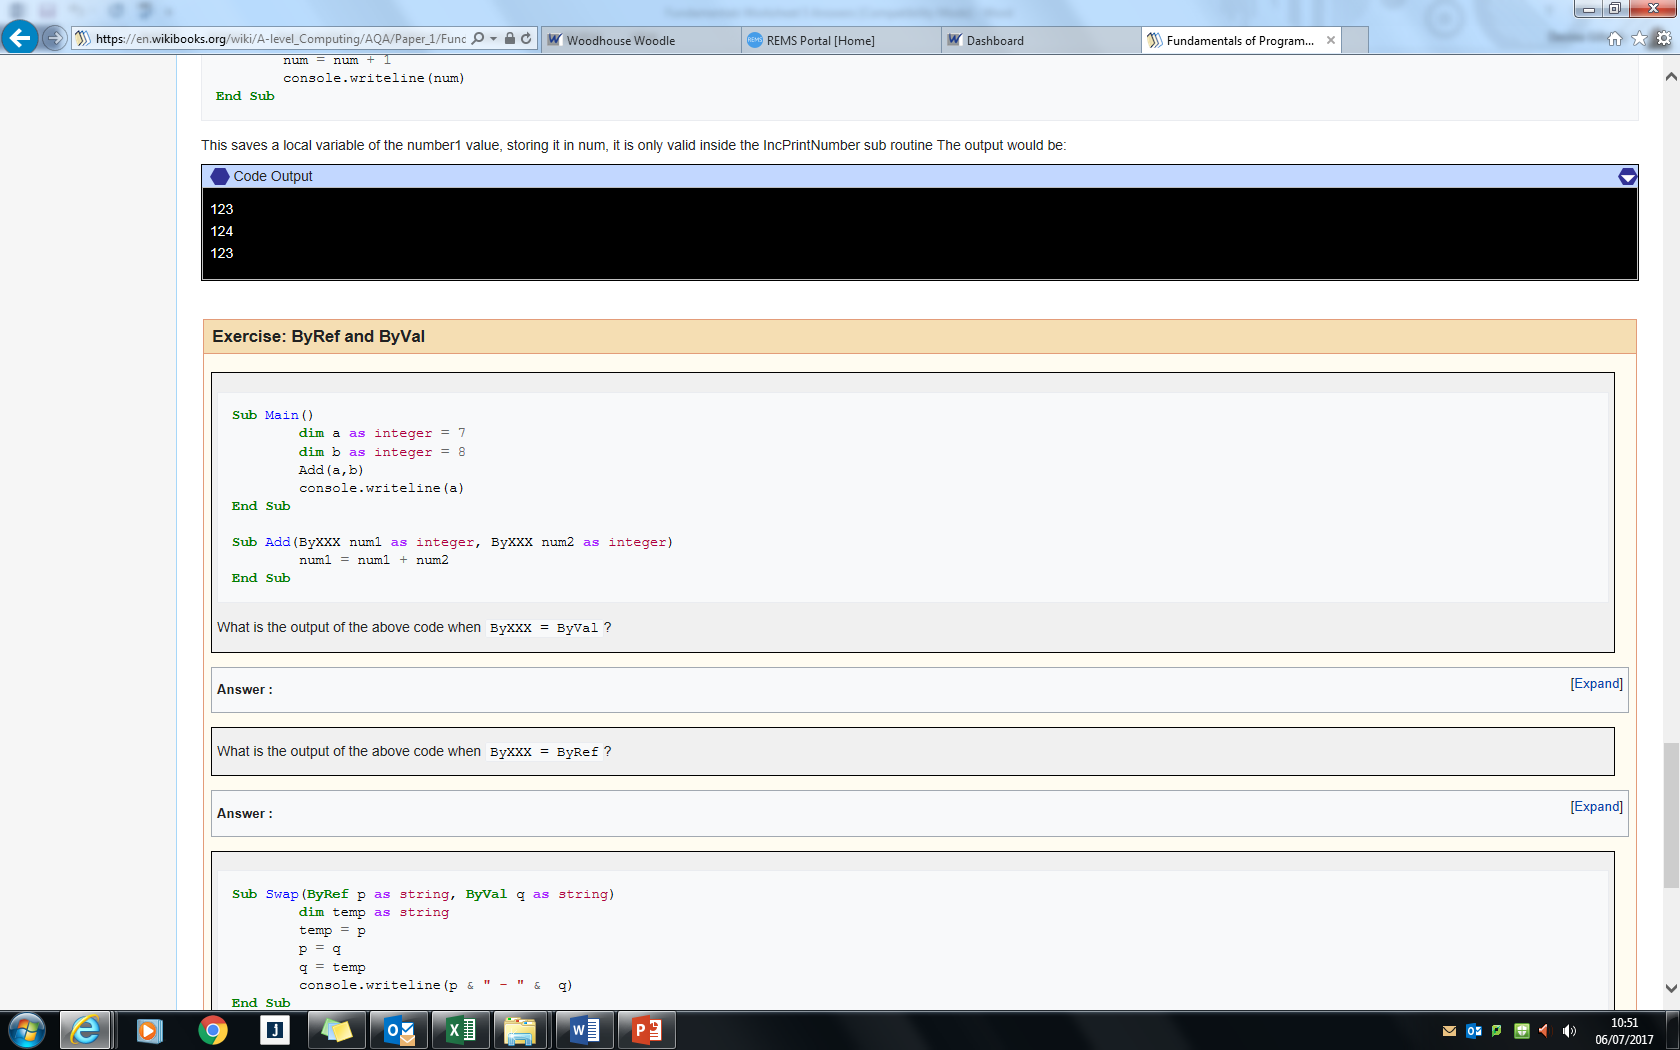 https://en.wikibooks.org/wiki/A-level_Computing/AQA/Paper_1/Func
Woodhouse Woodle
REMS Portal [Home]
Dashboard
Fundamentals of Program...
num = num + 1
console.writeline(num)
End Sub
This saves a local variable of the number1 value, storing it in num, it is only valid inside the IncPrintNumber sub routine The output would be:
Code Output
123
124
123
Exercise: ByRef and ByVal
Sub Main()
dim a as integer = 7
dim b as integer = 8
Add(a,b)
console.writeline(a)
End Sub
Sub Add(ByXXX num1 as integer, ByXXX num2 as integer)
num1 = num1 + num2
End Sub
What is the output of the above code when ByXXX = ByVal ?
Answer :
[Expand]
What is the output of the above code when ByXXX = ByRef ?
Answer :
[Expand]
Sub Swap(ByRef p as string, ByVal q as string)
dim temp as string
temp = p
p = q
q = temp
console.writeline(p & " - " & q)
End Sub
10:51
06/07/2017